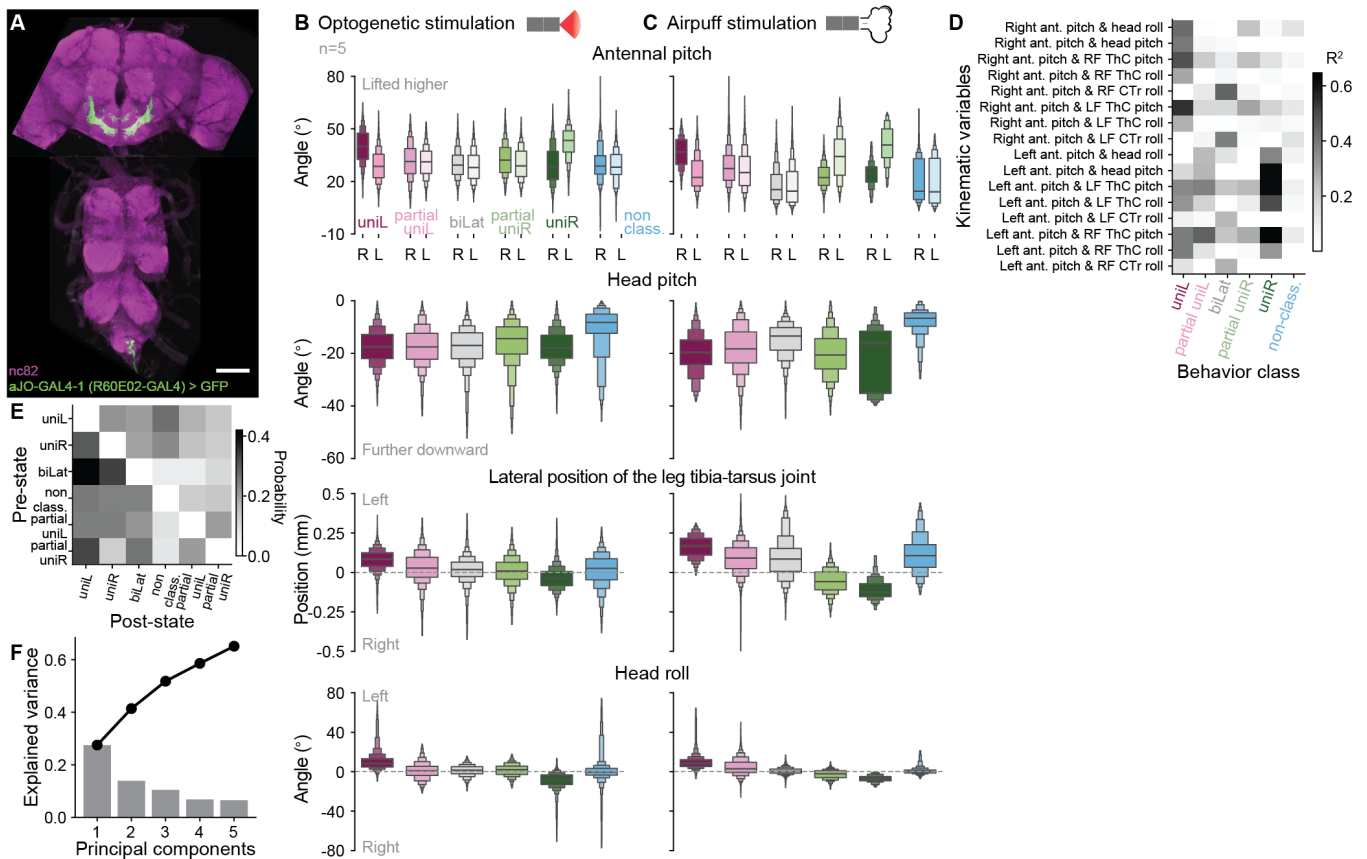 A
nc82
aJO-GAL4-1 (R60E02-GAL4) > GFP
B Optogenetic stimulation
C Airpuff stimulation
n=5
Antennal pitch
Lifted higher
Angle (°)
80
50
20
-10
uniL
partial
uniL
biLat
partial
uniR
uniR
non
class.
R L R L R L R L R L R L
R L R L R L R L R L R L
Head pitch
Angle (°)
0
-20
-40
-60
Further downward
Lateral position of the leg tibia-tarsus joint
Left
Position (mm)
0.5
0.25
0
-0.25
-0.5
Right
Head roll
Left
Angle (°)
80
40
0
-40
-80
Right
D
Kinematic variables
Right ant. pitch & head roll
Right ant. pitch & head pitch
Right ant. pitch & RF ThC pitch
Right ant. pitch & RF ThC roll
Right ant. pitch & RF CTr roll
Right ant. pitch & LF ThC pitch
Right ant. pitch & LF ThC roll
Right ant. pitch & LF CTr roll
Left ant. pitch & head roll
Left ant. pitch & head pitch
Left ant. pitch & LF ThC pitch
Left ant. pitch & LF ThC roll
Left ant. pitch & LF CTr roll
Left ant. pitch & RF ThC pitch
Left ant. pitch & RF ThC roll
Left ant. pitch & RF CTr roll
R²
0.6
0.4
0.2
uniL
partial uniL
biLat
partial uniR
uniR
non-class.
Behavior class
E
Pre-state
uniL
uniR
biLat
non
class.
partial
uniL
partial
uniR
uniL
uniR
biLat
non
class.
partial
uniL
partial
uniR
Post-state
0.4
0.2
0.0
Probability
F
Explained variance
0.6
0.4
0.2
0.0
1 2 3 4 5
Principal components